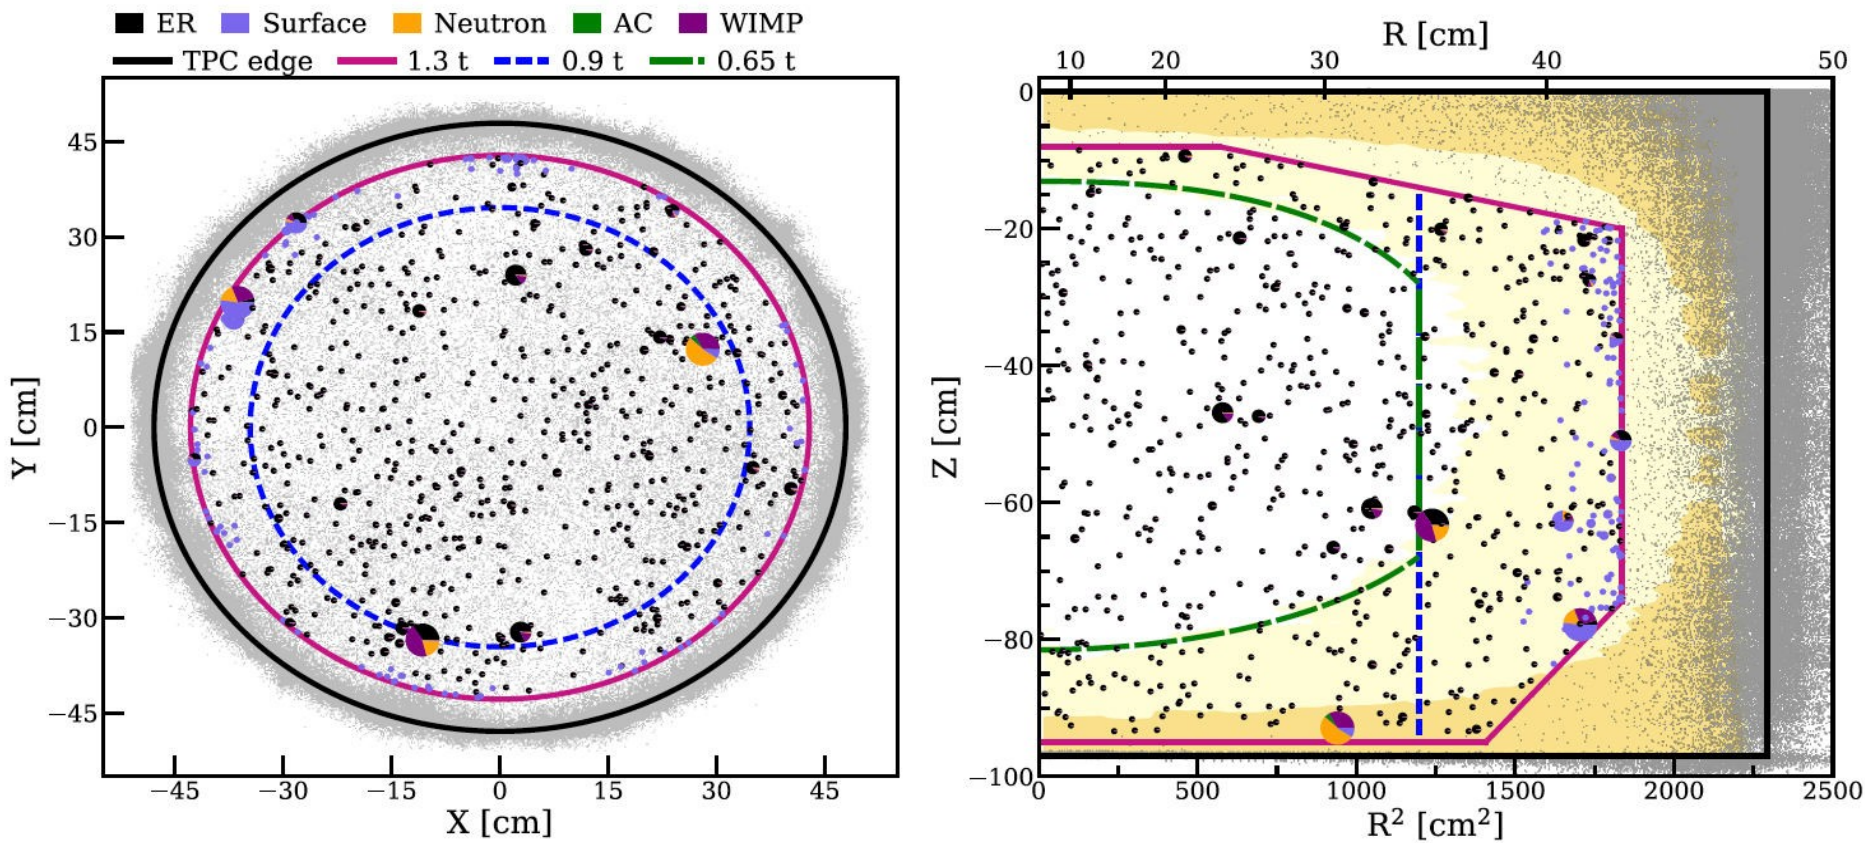 ER Surface Neutron AC WIMP
TPC edge 1.3 t 0.9 t 0.65 t
45
30
15
0
−15
−30
−45
Y [cm]
−45 −30 −15 0 15 30 45
X [cm]
R [cm]
10 20 30 40 50
0
−20
−40
−60
−80
−100
Z [cm]
0 500 1000 1500 2000 2500
R² [cm²]